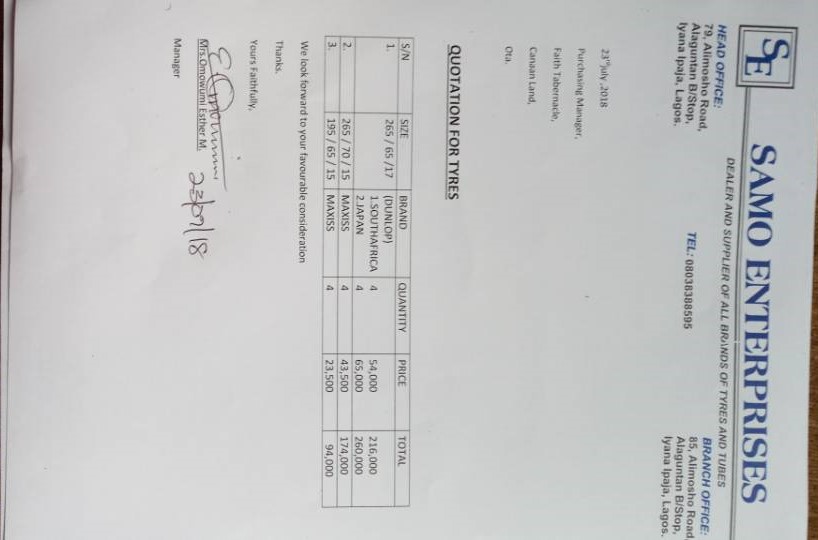 SE
SAMO ENTERPRISES
DEALER AND SUPPLIER OF ALL BRANDS OF TYRES AND TUBES
HEAD OFFICE:
79, Alimosho Road,
Alaguntan B/Stop,
Iyana Ipaja, Lagos.
TEL: 08038388595
BRANCH OFFICE:
85, Alimosho Road,
Alaguntan B/Stop,
Iyana Ipaja, Lagos.
23rd July ,2018
Purchasing Manager,
Faith Tabernacle,
Canaan Land,
Ota.
QUOTATION FOR TYRES
S/N SIZE BRAND QUANTITY PRICE TOTAL
1. 265 / 65 /17 (DUNLOP)
1.SOUTHAFRICA 4 54,000 216,000
2.JAPAN 4 65,000 260,000
2. 265 / 70 / 15 MAXISS 4 43,500 174,000
3. 195 / 65 / 15 MAXISS 4 23,500 94,000
We look forward to your favourable consideration
Thanks.
Yours Faithfully,
23/07/18
Mrs.Omowumi Esther M.
Manager